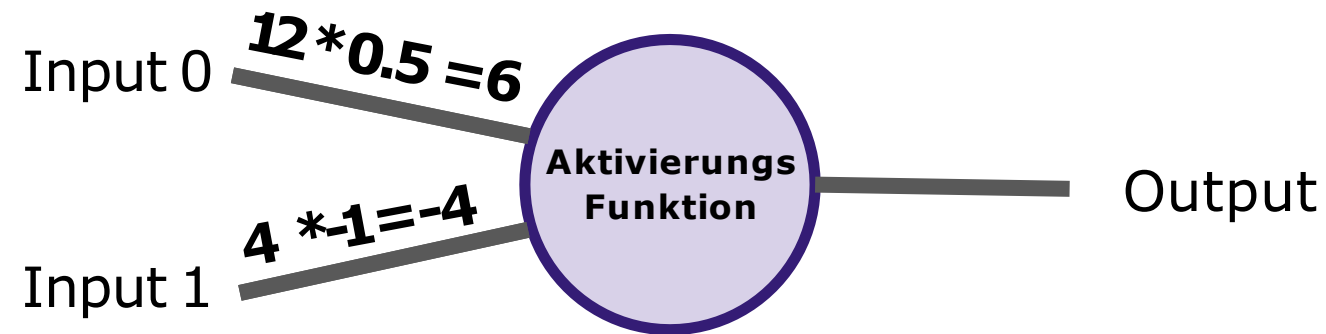 Input 0
12*0.5=6
Aktivierungs
Funktion
Output
4 *-1=-4
Input 1